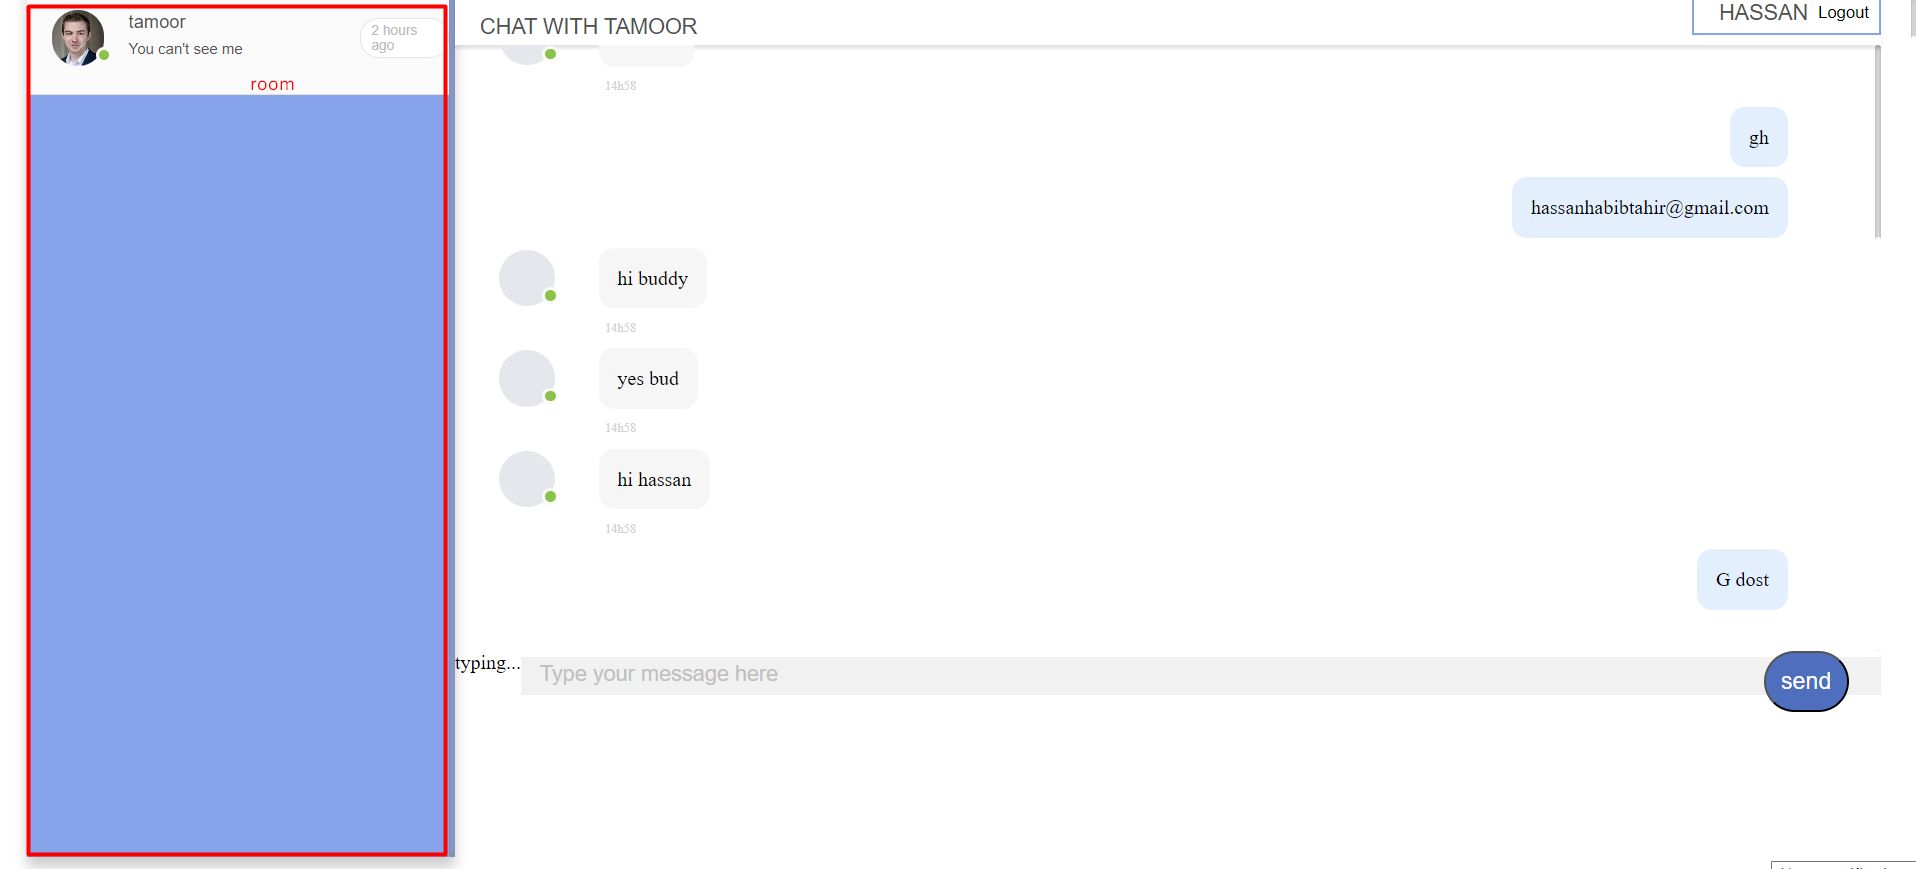 tamoor
You can't see me
2 hours
ago
room
CHAT WITH TAMOOR
HASSAN Logout
14h58
gh
hassanhabibtahir@gmail.com
hi buddy
14h58
yes bud
14h58
hi hassan
14h58
G dost
typing...
Type your message here
send